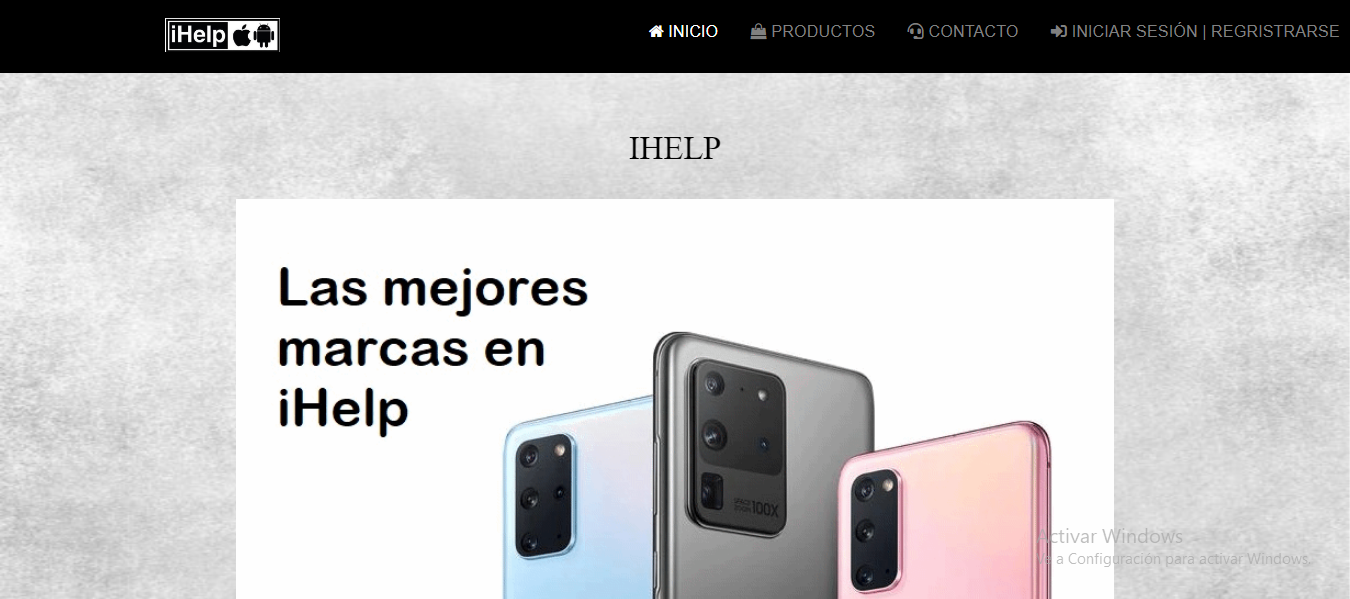 iHelp
INICIO PRODUCTOS CONTACTO INICIAR SESIÓN | REGRISTRARSE
IHELP
Las mejores
marcas en
iHelp
SPACE
ZOOM 100X
Activar Windows
Ve a Configuración para activar Windows.